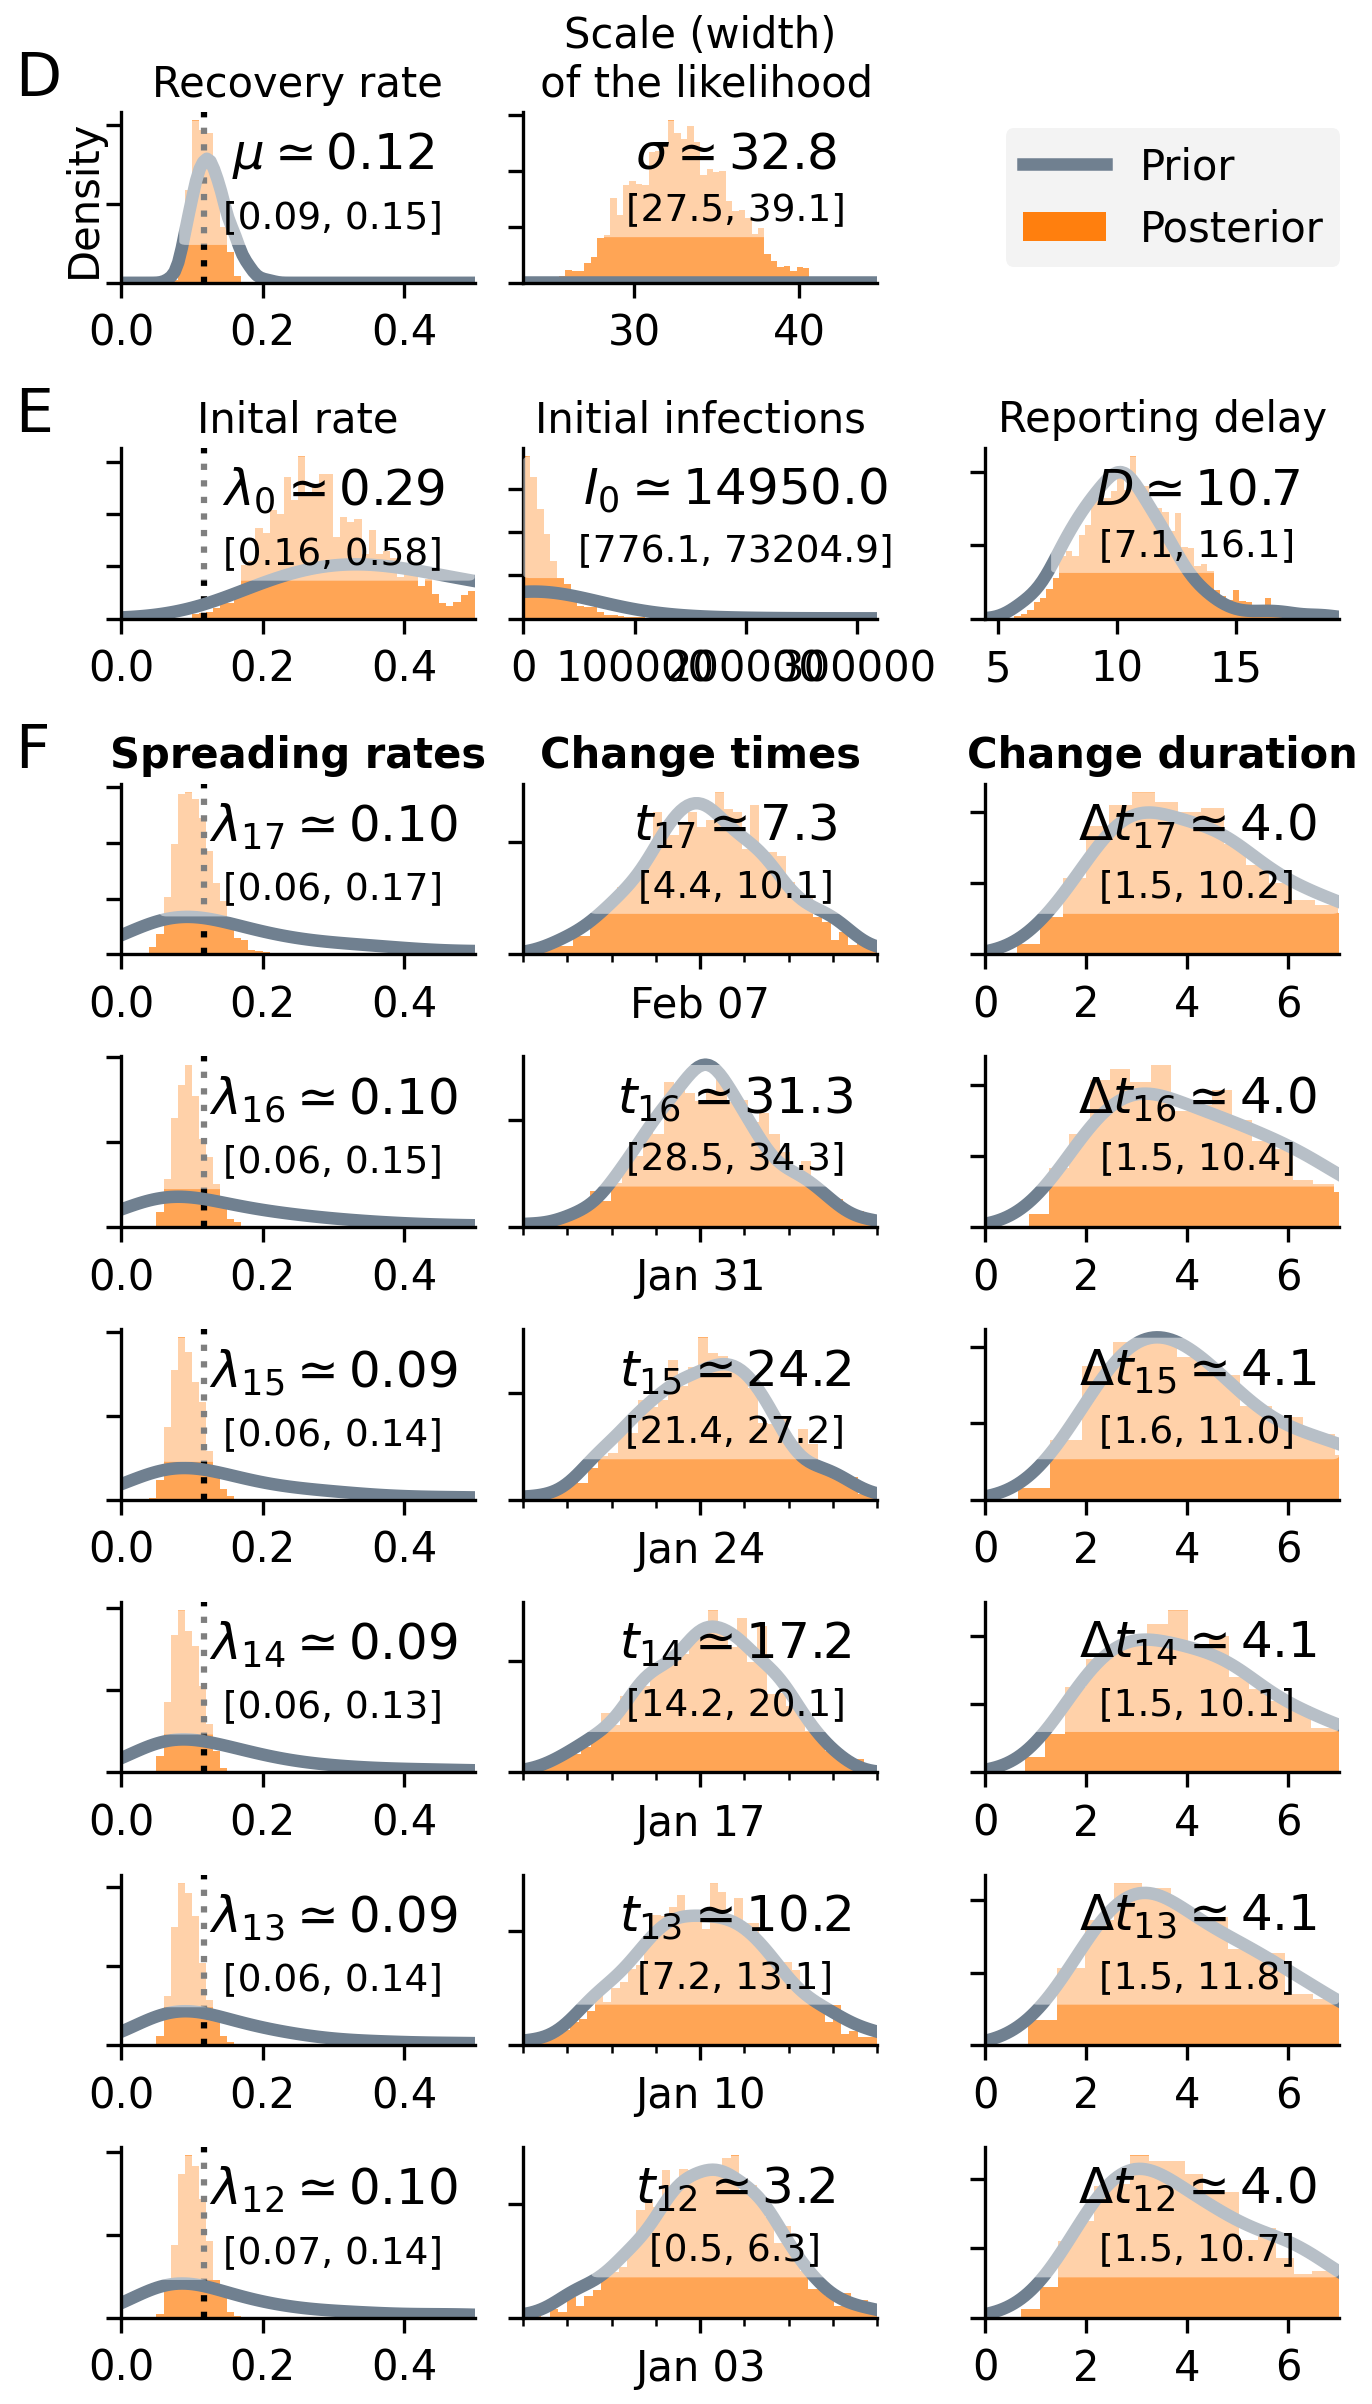 D
Recovery rate
Scale (width)
of the likelihood
Density
μ ≃ 0.12
[0.09, 0.15]
0.0 0.2 0.4
σ ≃ 32.8
[27.5, 39.1]
30 40
Prior
Posterior
E
Inital rate
λ0 ≃ 0.29
[0.16, 0.58]
0.0 0.2 0.4
Initial infections
I0 ≃ 14950.0
[776.1, 73204.9]
0 100000 200000 300000
Reporting delay
D ≃ 10.7
[7.1, 16.1]
5 10 15
F
Spreading rates Change times Change duration
λ17 ≃ 0.10
[0.06, 0.17]
0.0 0.2 0.4
t17 ≃ 7.3
[4.4, 10.1]
Feb 07
Δt17 ≃ 4.0
[1.5, 10.2]
0 2 4 6
λ16 ≃ 0.10
[0.06, 0.15]
0.0 0.2 0.4
t16 ≃ 31.3
[28.5, 34.3]
Jan 31
Δt16 ≃ 4.0
[1.5, 10.4]
0 2 4 6
λ15 ≃ 0.09
[0.06, 0.14]
0.0 0.2 0.4
t15 ≃ 24.2
[21.4, 27.2]
Jan 24
Δt15 ≃ 4.1
[1.6, 11.0]
0 2 4 6
λ14 ≃ 0.09
[0.06, 0.13]
0.0 0.2 0.4
t14 ≃ 17.2
[14.2, 20.1]
Jan 17
Δt14 ≃ 4.1
[1.5, 10.1]
0 2 4 6
λ13 ≃ 0.09
[0.06, 0.14]
0.0 0.2 0.4
t13 ≃ 10.2
[7.2, 13.1]
Jan 10
Δt13 ≃ 4.1
[1.5, 11.8]
0 2 4 6
λ12 ≃ 0.10
[0.07, 0.14]
0.0 0.2 0.4
t12 ≃ 3.2
[0.5, 6.3]
Jan 03
Δt12 ≃ 4.0
[1.5, 10.7]
0 2 4 6